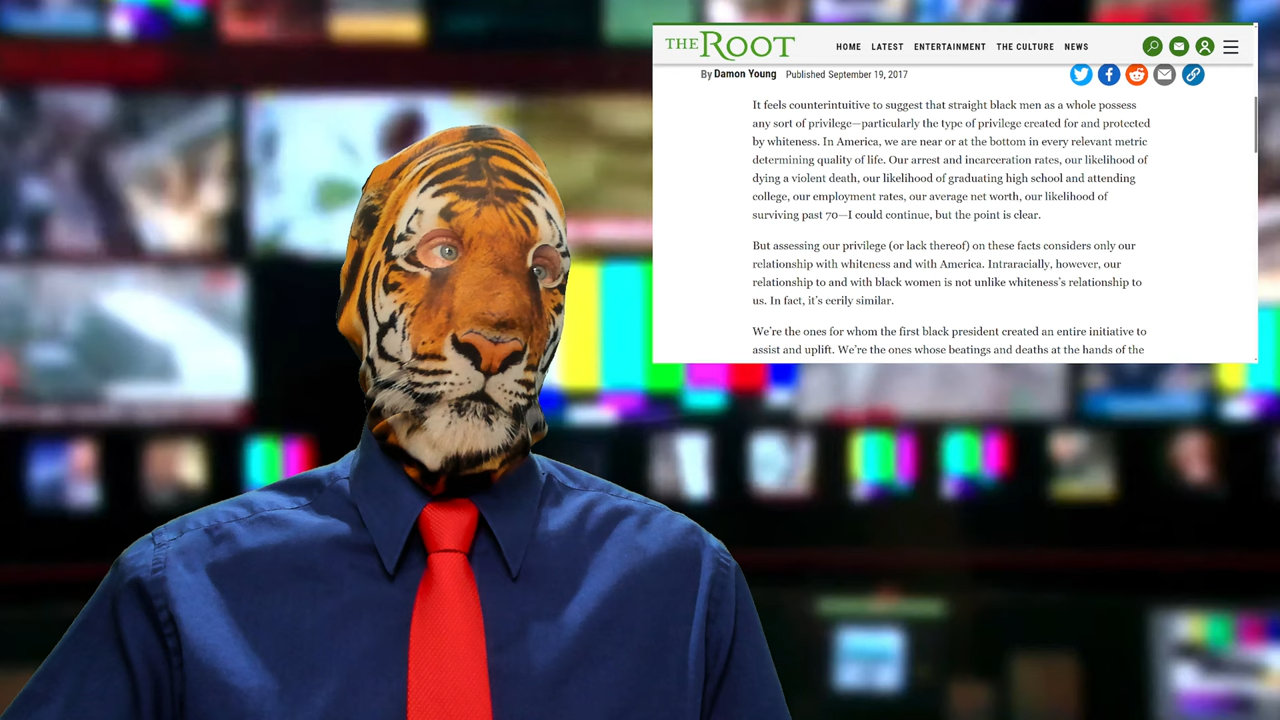 THE ROOT
HOME LATEST ENTERTAINMENT THE CULTURE NEWS
By Damon Young Published September 19, 2017
It feels counterintuitive to suggest that straight black men as a whole possess
any sort of privilege—particularly the type of privilege created for and protected
by whiteness. In America, we are near or at the bottom in every relevant metric
determining quality of life. Our arrest and incarceration rates, our likelihood of
dying a violent death, our likelihood of graduating high school and attending
college, our employment rates, our average net worth, our likelihood of
surviving past 70—I could continue, but the point is clear.
But assessing our privilege (or lack thereof) on these facts considers only our
relationship with whiteness and with America. Intraracially, however, our
relationship to and with black women is not unlike whiteness's relationship to
us. In fact, it's eerily similar.
We're the ones for whom the first black president created an entire initiative to
assist and uplift. We're the ones whose beatings and deaths at the hands of the